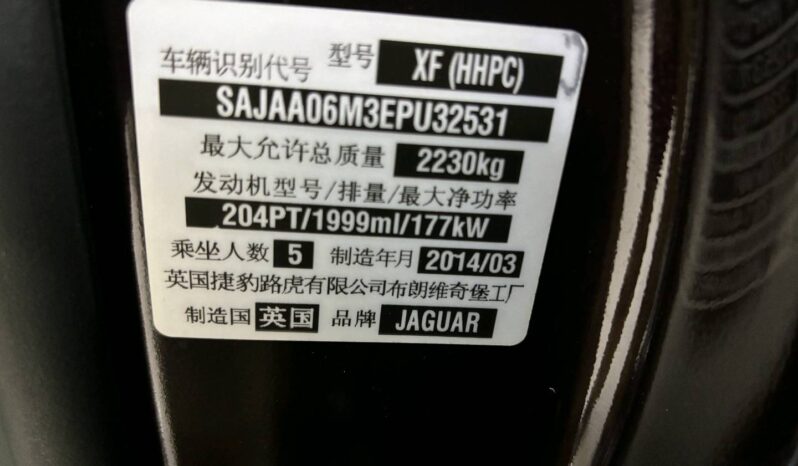 型号 XF (HHPC)
车辆识别代号
SAJAA06M3EPU32531
最大允许总质量 2230kg
发动机型号/排量/最大净功率
204PT/1999ml/177kW
乘坐人数 5 制造年月 2014/03
英国捷豹路虎有限公司布朗维奇堡工厂
制造国 英国 品牌 JAGUAR